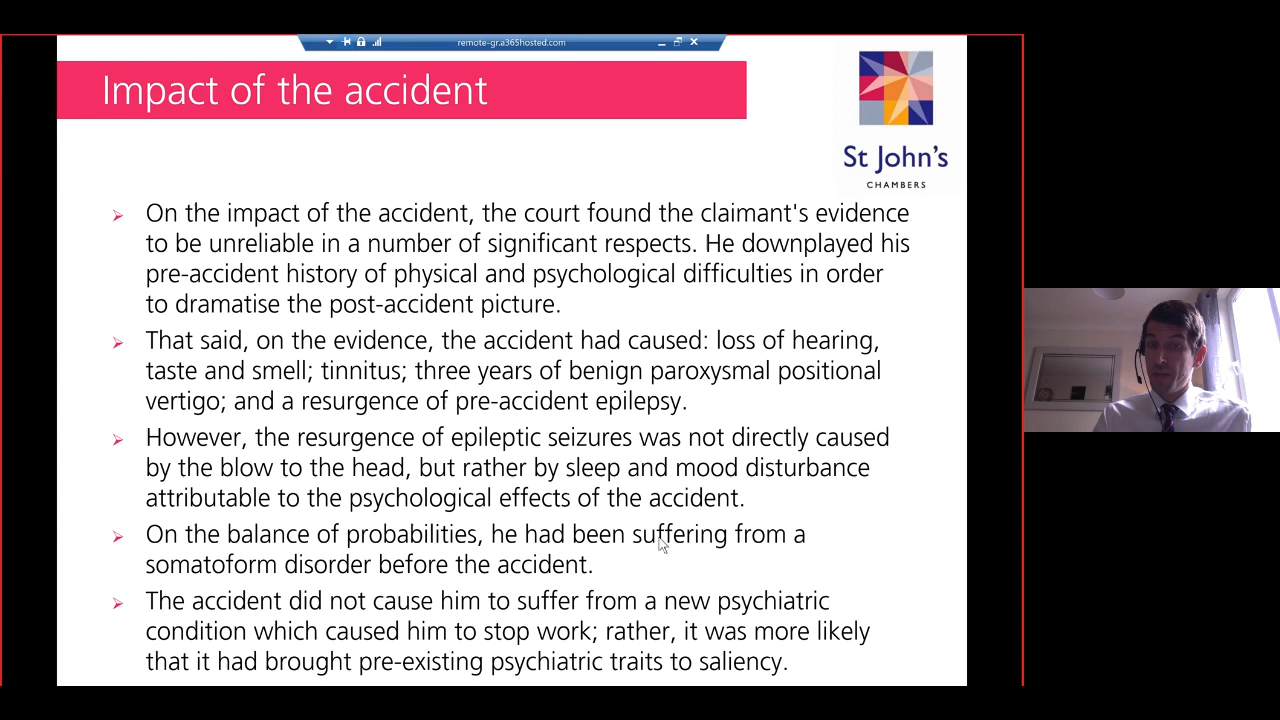 remote-gr.a365hosted.com
Impact of the accident
St John's
CHAMBERS
On the impact of the accident, the court found the claimant's evidence
to be unreliable in a number of significant respects. He downplayed his
pre-accident history of physical and psychological difficulties in order
to dramatise the post-accident picture.
That said, on the evidence, the accident had caused: loss of hearing,
taste and smell; tinnitus; three years of benign paroxysmal positional
vertigo; and a resurgence of pre-accident epilepsy.
However, the resurgence of epileptic seizures was not directly caused
by the blow to the head, but rather by sleep and mood disturbance
attributable to the psychological effects of the accident.
On the balance of probabilities, he had been suffering from a
somatoform disorder before the accident.
The accident did not cause him to suffer from a new psychiatric
condition which caused him to stop work; rather, it was more likely
that it had brought pre-existing psychiatric traits to saliency.